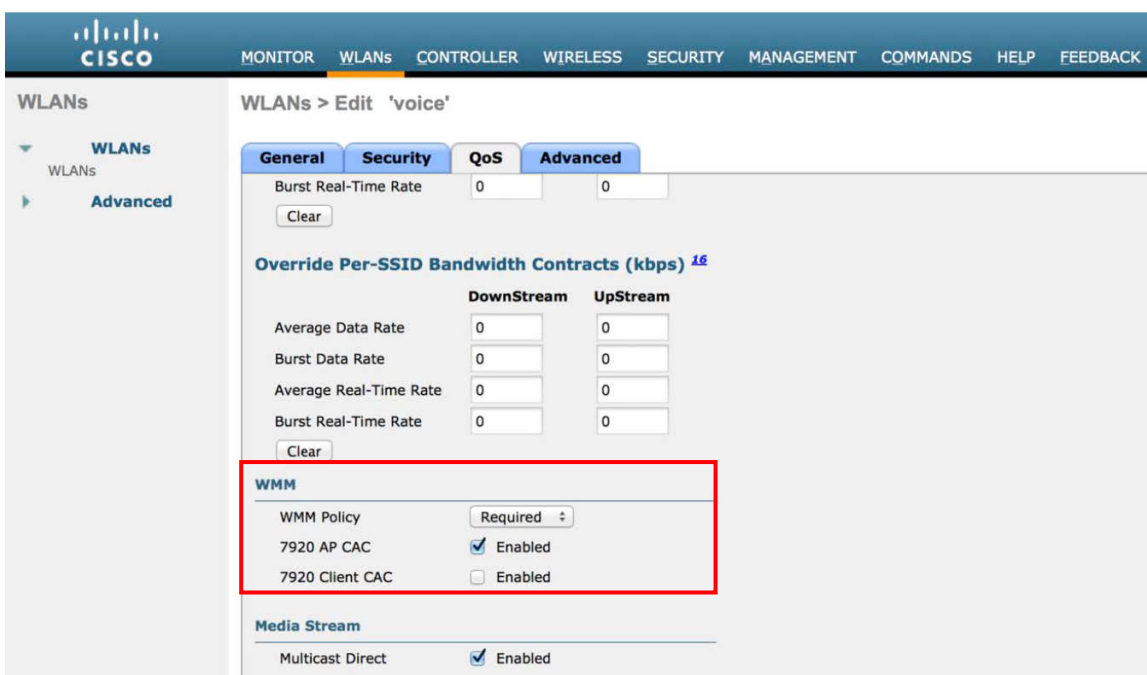 CISCO
MONITOR WLANs CONTROLLER WIRELESS SECURITY MANAGEMENT COMMANDS HELP FEEDBACK
WLANs
WLANs
WLANs
Advanced
WLANs > Edit 'voice'
General Security QoS Advanced
Burst Real-Time Rate 0 0
Clear
Override Per-SSID Bandwidth Contracts (kbps) 16
DownStream UpStream
Average Data Rate 0 0
Burst Data Rate 0 0
Average Real-Time Rate 0 0
Burst Real-Time Rate 0 0
Clear
WMM
WMM Policy Required
7920 AP CAC Enabled
7920 Client CAC Enabled
Media Stream
Multicast Direct Enabled